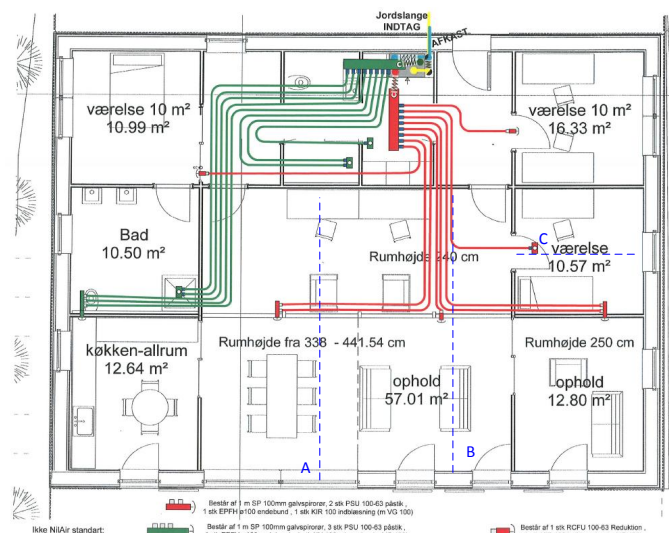 Jordslange
INDTAG
AFKAST
værelse 10 m²
10.99 m²
værelse 10 m²
16.33 m²
Bad
10.50 m²
Rumhøjde 240 cm
C
værelse
10.57 m²
køkken-allrum
12.64 m²
Rumhøjde fra 338 - 441.54 cm
Rumhøjde 250 cm
ophold
57.01 m²
ophold
12.80 m²
A
B
Består af 1 m SP 100mm galvspirorør, 2 stk PSU 100-63 påstik ,
1 stk EPFH ø100 endebund , 1 stk KIR 100 indblæsning (m VG 100)
Ikke NilAir standart:
Består af 1 m SP 100mm galvspirorør, 3 stk PSU 100-63 påstik ,
Består af 1 stk RCFU 100-63 Reduktion ,